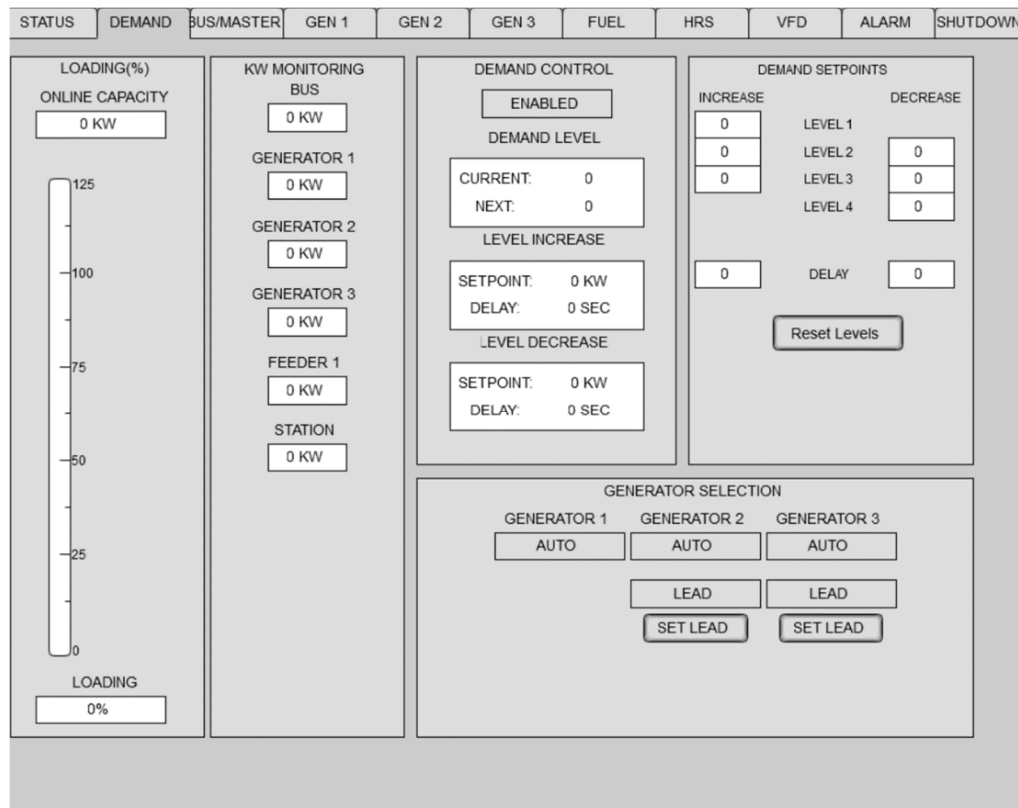 STATUS DEMAND BUS/MASTER GEN 1 GEN 2 GEN 3 FUEL HRS VFD ALARM SHUTDOWN
LOADING(%)
ONLINE CAPACITY
0 KW
125
100
75
50
25
0
LOADING
0%
KW MONITORING
BUS
0 KW
GENERATOR 1
0 KW
GENERATOR 2
0 KW
GENERATOR 3
0 KW
FEEDER 1
0 KW
STATION
0 KW
DEMAND CONTROL
ENABLED
DEMAND LEVEL
CURRENT: 0
NEXT: 0
LEVEL INCREASE
SETPOINT: 0 KW
DELAY: 0 SEC
LEVEL DECREASE
SETPOINT: 0 KW
DELAY: 0 SEC
DEMAND SETPOINTS
INCREASE DECREASE
0 LEVEL 1
0 LEVEL 2 0
0 LEVEL 3 0
LEVEL 4 0
0 DELAY 0
Reset Levels
GENERATOR SELECTION
GENERATOR 1 GENERATOR 2 GENERATOR 3
AUTO AUTO AUTO
LEAD LEAD
SET LEAD SET LEAD